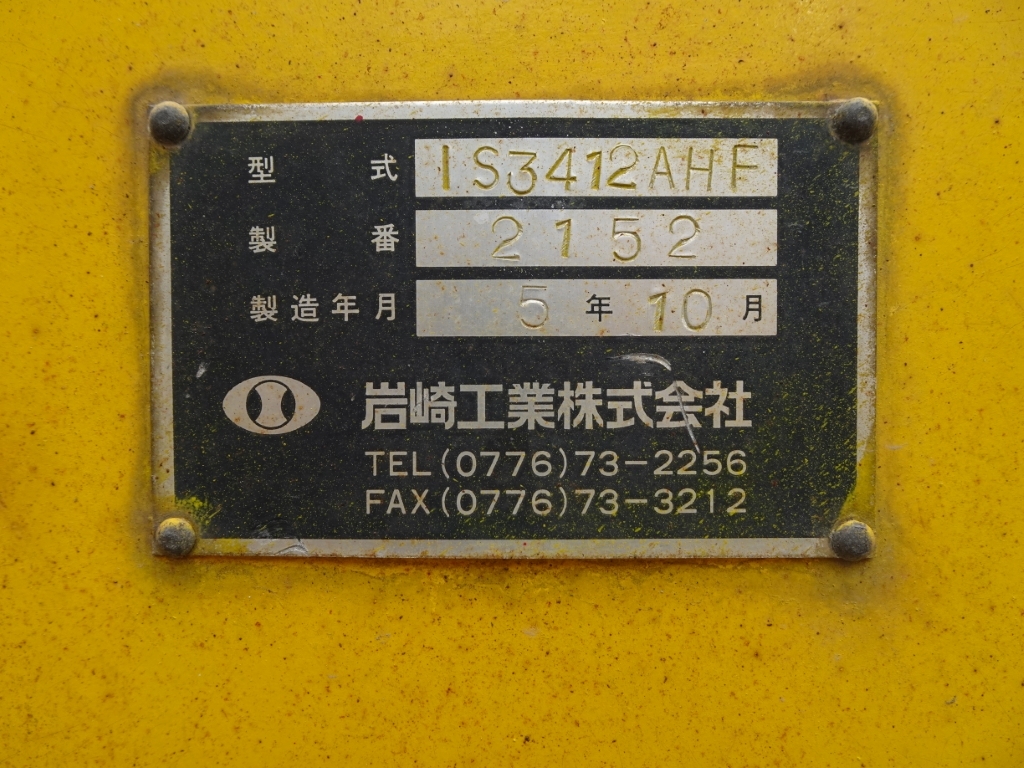 型式 IS3412AHF
製番 2152
製造年月 5年10月
岩崎工業株式会社
TEL(0776)73-2256
FAX(0776)73-3212